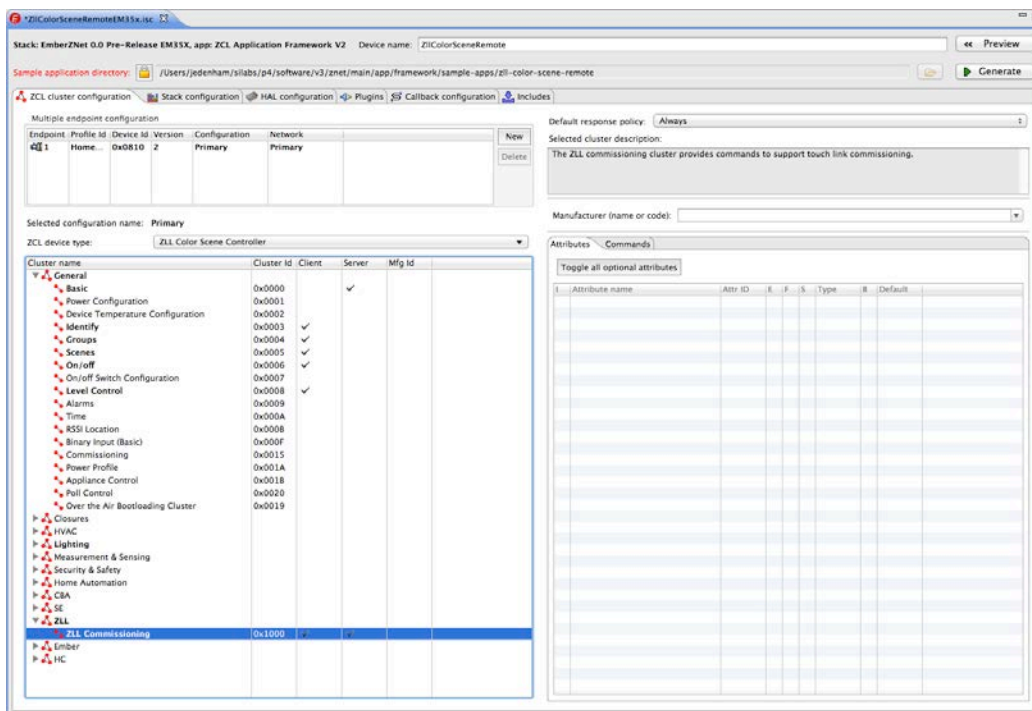 *ZllColorSceneRemoteEM35x.isc
Stack: EmberZNet 0.0 Pre-Release EM35X, app: ZCL Application Framework V2 Device name: ZllColorSceneRemote
Preview
Sample application directory: /Users/jedenham/silabs/p4/software/v3/znet/main/app/framework/sample-apps/zll-color-scene-remote
Generate
ZCL cluster configuration Stack configuration HAL configuration Plugins Callback configuration Includes
Multiple endpoint configuration
Endpoint Profile Id Device Id Version Configuration Network
1 Home... 0x0810 2 Primary Primary
New
Delete
Selected configuration name: Primary
ZCL device type: ZLL Color Scene Controller
Cluster name Cluster Id Client Server Mfg Id
General
Basic 0x0000
Power Configuration 0x0001
Device Temperature Configuration 0x0002
Identify 0x0003
Groups 0x0004
Scenes 0x0005
On/off 0x0006
On/off Switch Configuration 0x0007
Level Control 0x0008
Alarms 0x0009
Time 0x000A
RSSI Location 0x000B
Binary Input (Basic) 0x000F
Commissioning 0x0015
Power Profile 0x001A
Appliance Control 0x001B
Poll Control 0x0020
Over the Air Bootloading Cluster 0x0019
Closures
HVAC
Lighting
Measurement & Sensing
Security & Safety
Home Automation
CBA
SE
ZLL
ZLL Commissioning 0x1000
Ember
HC
Default response policy: Always
Selected cluster description:
The ZLL commissioning cluster provides commands to support touch link commissioning.
Manufacturer (name or code):
Attributes Commands
Toggle all optional attributes
I Attribute name Attr ID E F S Type B Default